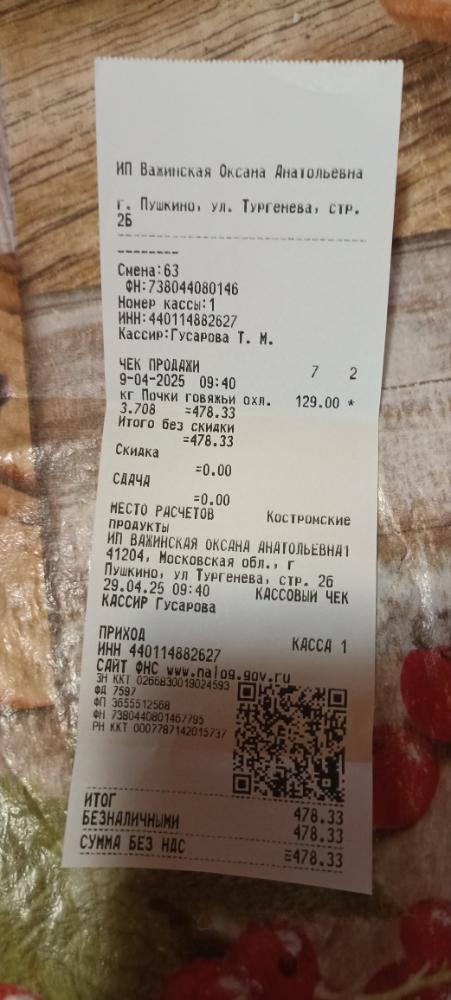 ИП Важинская Оксана Анатольевна
г. Пушкино, ул. Тургенева, стр.
2Б
--------
Смена:63
ФН:738044080146
Номер кассы:1
ИНН:440114882627
Кассир:Гусарова Т. М.
ЧЕК ПРОДАЖИ 7 2
9-04-2025 09:40
кг Почки говяжьи охл. 129.00 *
3.708 =478.33
Итого без скидки
=478.33
Скидка
=0.00
СДАЧА
=0.00
МЕСТО РАСЧЕТОВ Костромские
продукты
ИП ВАЖИНСКАЯ ОКСАНА АНАТОЛЬЕВНА1
41204, Московская обл., г
Пушкино, ул Тургенева, стр. 2б
29.04.25 09:40 КАССОВЫЙ ЧЕК
КАССИР Гусарова
ПРИХОД
ИНН 440114882627 КАССА 1
САЙТ ФНС www.nalog.gov.ru
ЗН ККТ 0266830019024593
ФД 7597
ФП 3655512568
ФН 7380440801467795
РН ККТ 0007787142015737
ИТОГ 478.33
БЕЗНАЛИЧНЫМИ 478.33
СУММА БЕЗ НДС =478.33